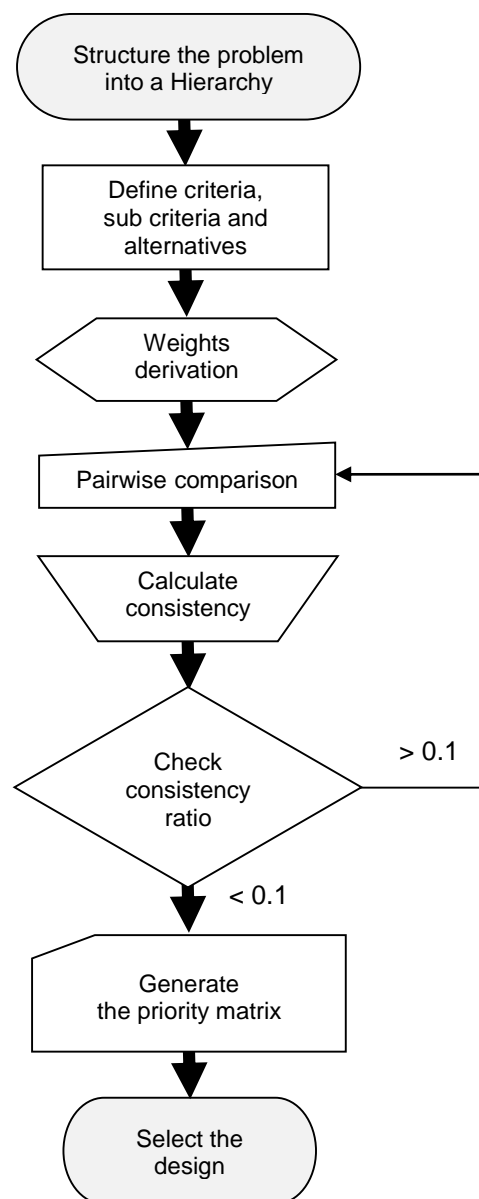 Structure the problem
into a Hierarchy
Define criteria,
sub criteria and
alternatives
Weights
derivation
Pairwise comparison
Calculate
consistency
Check
consistency
ratio
> 0.1
< 0.1
Generate
the priority matrix
Select the
design